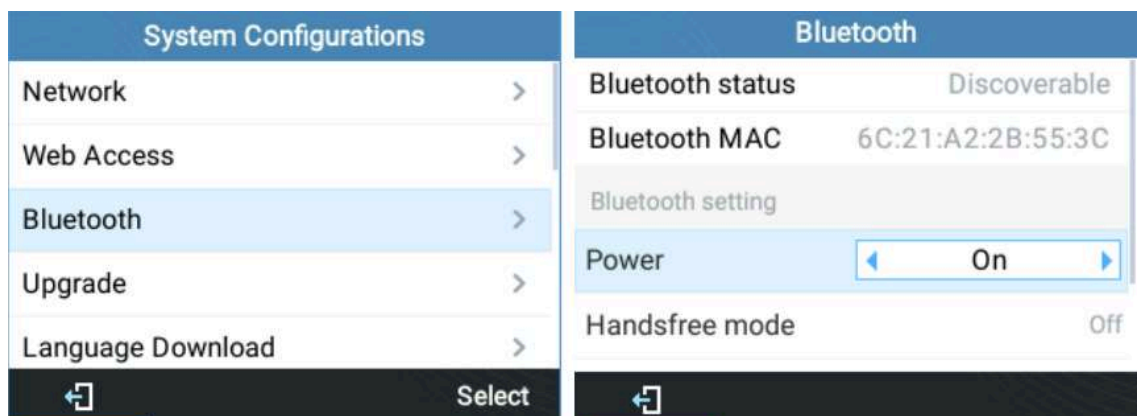 System Configurations
Network
Web Access
Bluetooth
Upgrade
Language Download
Select
Bluetooth
Bluetooth status Discoverable
Bluetooth MAC 6C:21:A2:2B:55:3C
Bluetooth setting
Power On
Handsfree mode Off